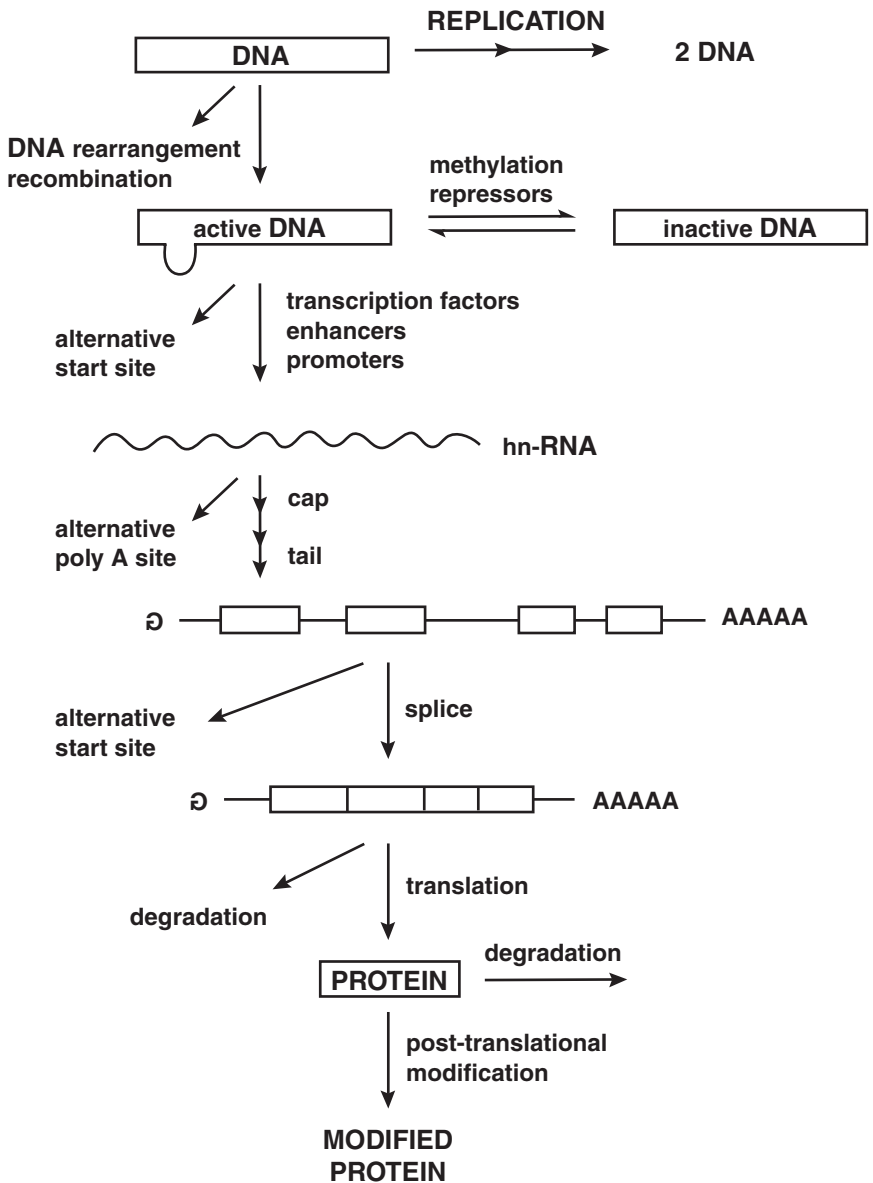 REPLICATION
DNA
2 DNA
DNA rearrangement
recombination
methylation
repressors
active DNA
inactive DNA
transcription factors
enhancers
promoters
alternative
start site
hn-RNA
cap
alternative
poly A site
tail
G
AAAAA
alternative
start site
splice
G
AAAAA
degradation
translation
PROTEIN
degradation
post-translational
modification
MODIFIED
PROTEIN